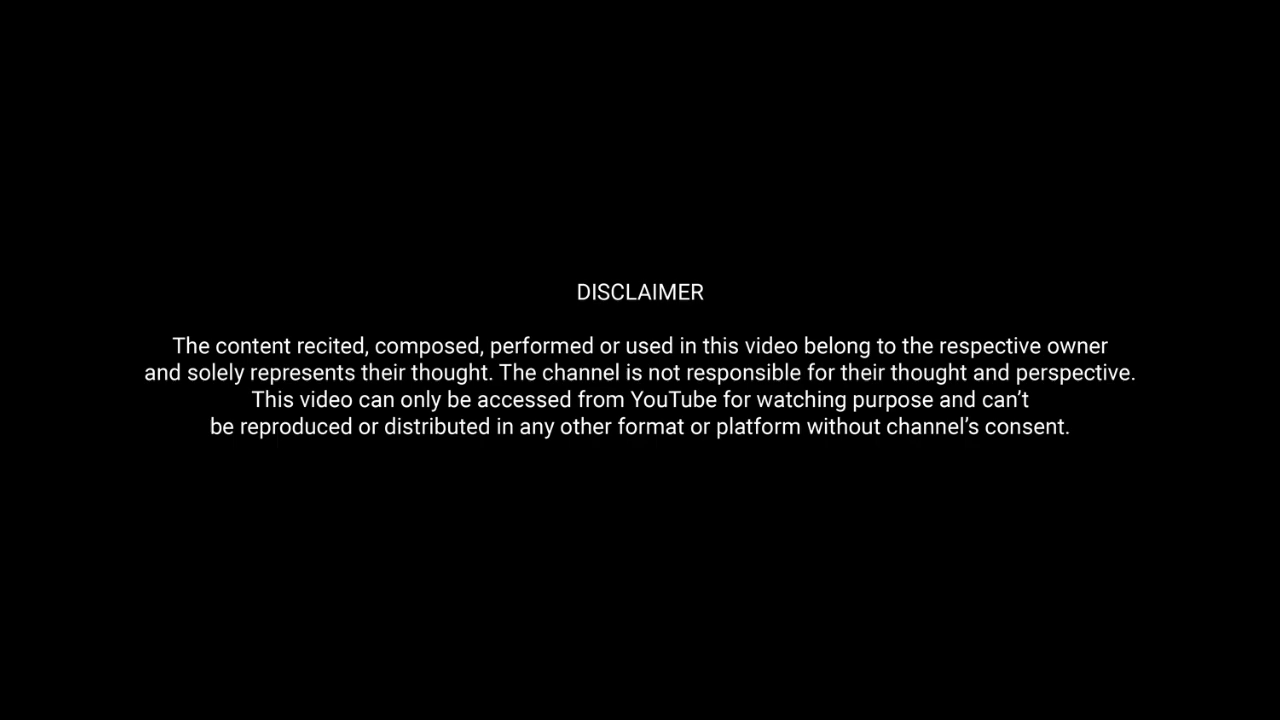 DISCLAIMER
The content recited, composed, performed or used in this video belong to the respective owner
and solely represents their thought. The channel is not responsible for their thought and perspective.
This video can only be accessed from YouTube for watching purpose and can’t
be reproduced or distributed in any other format or platform without channel’s consent.